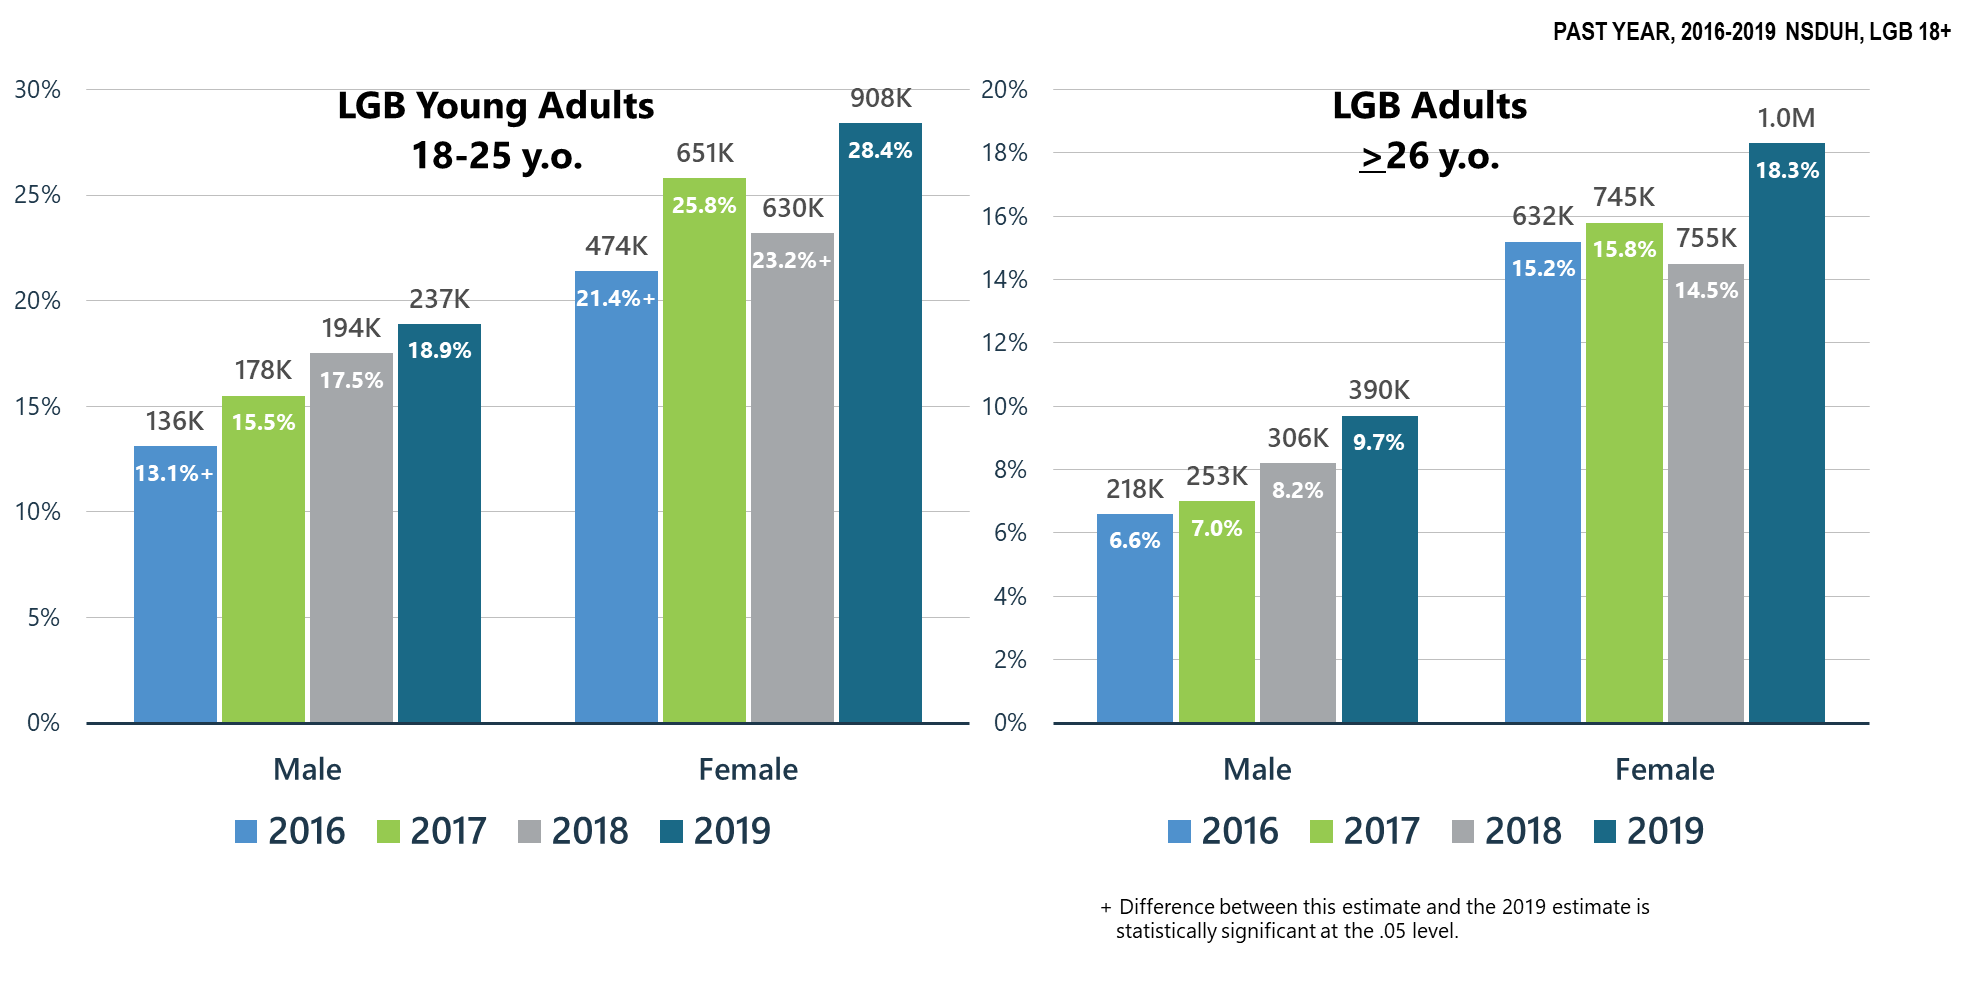 PAST YEAR, 2016-2019 NSDUH, LGB 18+
LGB Young Adults
18-25 y.o.
30%
25%
20%
15%
10%
5%
0%
136K
178K
194K
237K
13.1%+
15.5%
17.5%
18.9%
474K
651K
630K
908K
21.4%+
25.8%
23.2%+
28.4%
Male
Female
2016
2017
2018
2019
LGB Adults
>26 y.o.
20%
18%
16%
14%
12%
10%
8%
6%
4%
2%
0%
218K
253K
306K
390K
6.6%
7.0%
8.2%
9.7%
632K
745K
755K
1.0M
15.2%
15.8%
14.5%
18.3%
Male
Female
2016
2017
2018
2019
+ Difference between this estimate and the 2019 estimate is
statistically significant at the .05 level.